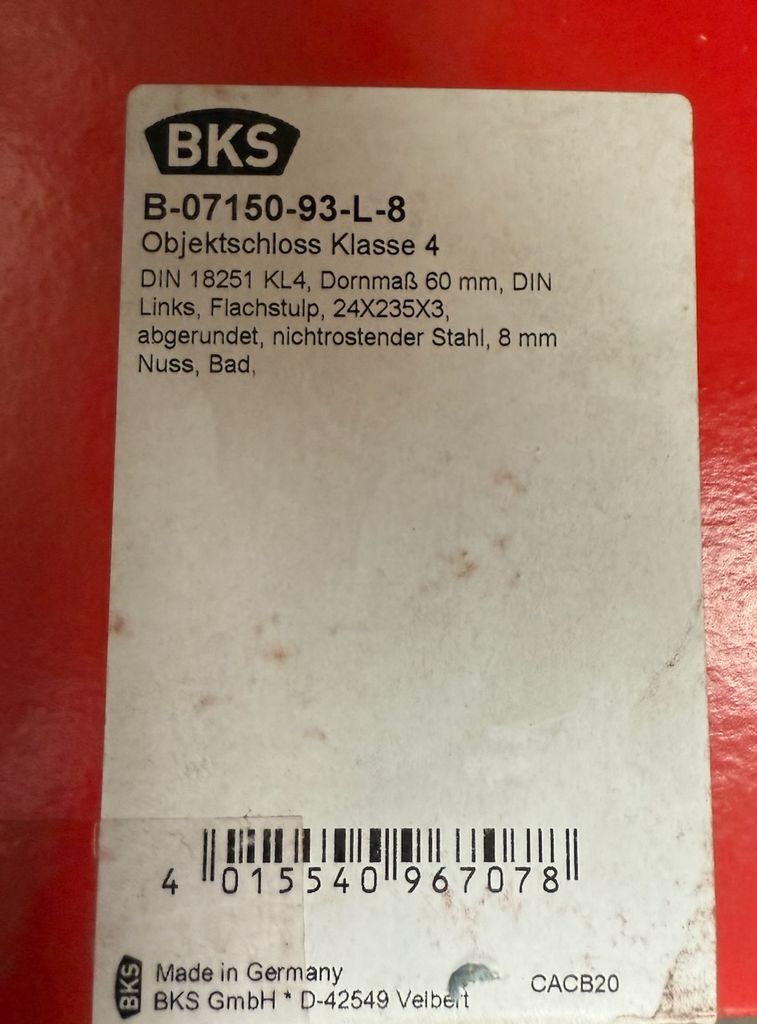 BKS
B-07150-93-L-8
Objektschloss Klasse 4
DIN 18251 KL4, Dornmaß 60 mm, DIN
Links, Flachstulp, 24X235X3,
abgerundet, nichtrostender Stahl, 8 mm
Nuss, Bad,
4 015540 967078
BKS
Made in Germany
BKS GmbH * D-42549 Velbert
CACB20